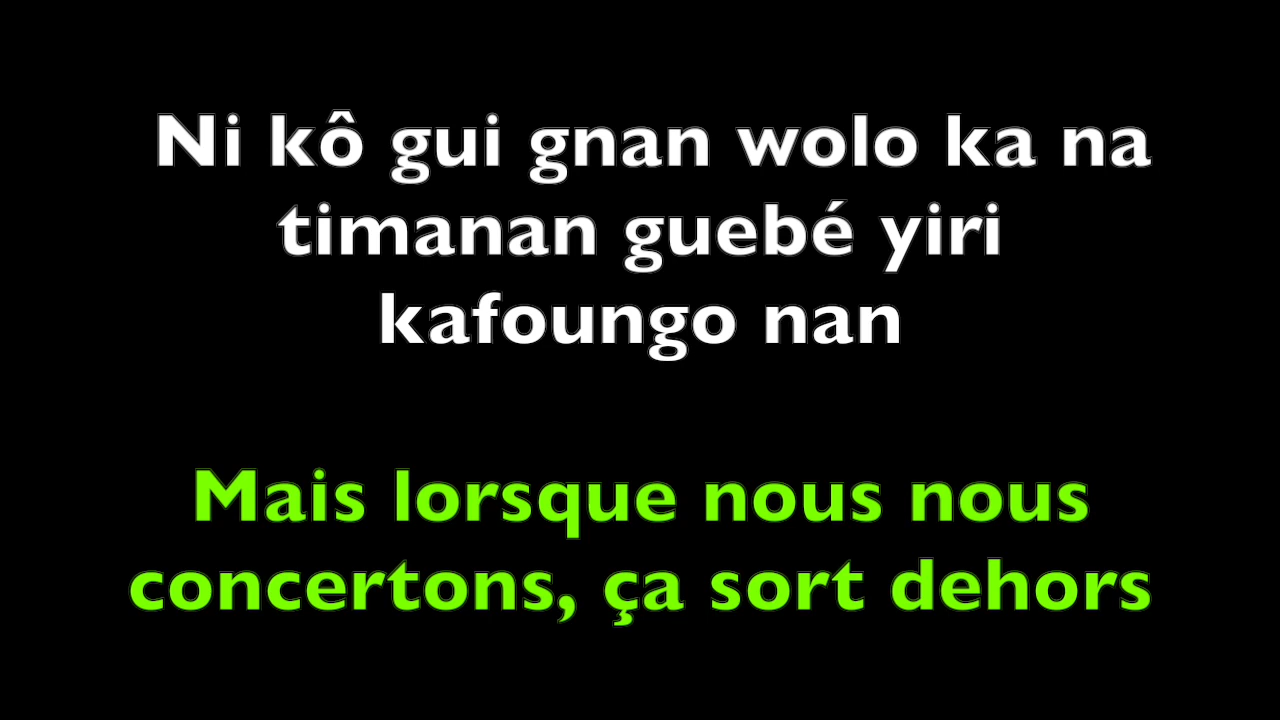 Ni kô gui gnan wolo ka na
timanan guebé yiri
kafoungo nan
Mais lorsque nous nous
concertons, ça sort dehors